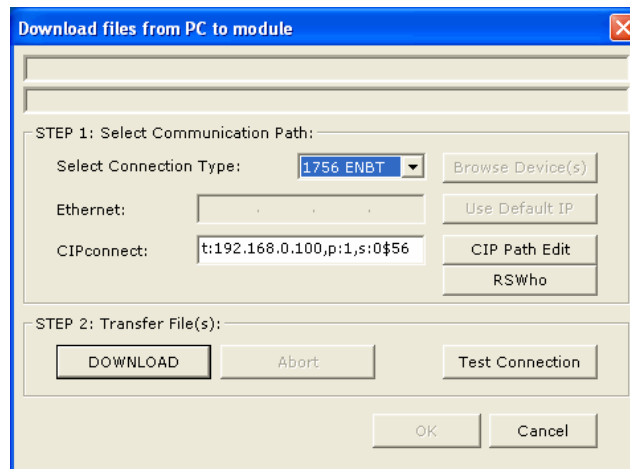 Download files from PC to module
STEP 1: Select Communication Path:
Select Connection Type: 1756 ENBT Browse Device(s)
Ethernet: . . . Use Default IP
CIPconnect: t:192.168.0.100,p:1,s:0$56 CIP Path Edit
RSWho
STEP 2: Transfer File(s):
DOWNLOAD Abort Test Connection
OK Cancel